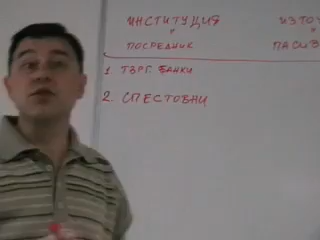 ИНСТИТУЦИЯ ИЗТО
" "
ПОСРЕДНИК ПАСИВ
1. ТЪРГ. БАНКИ
2. СПЕСТОВНИ